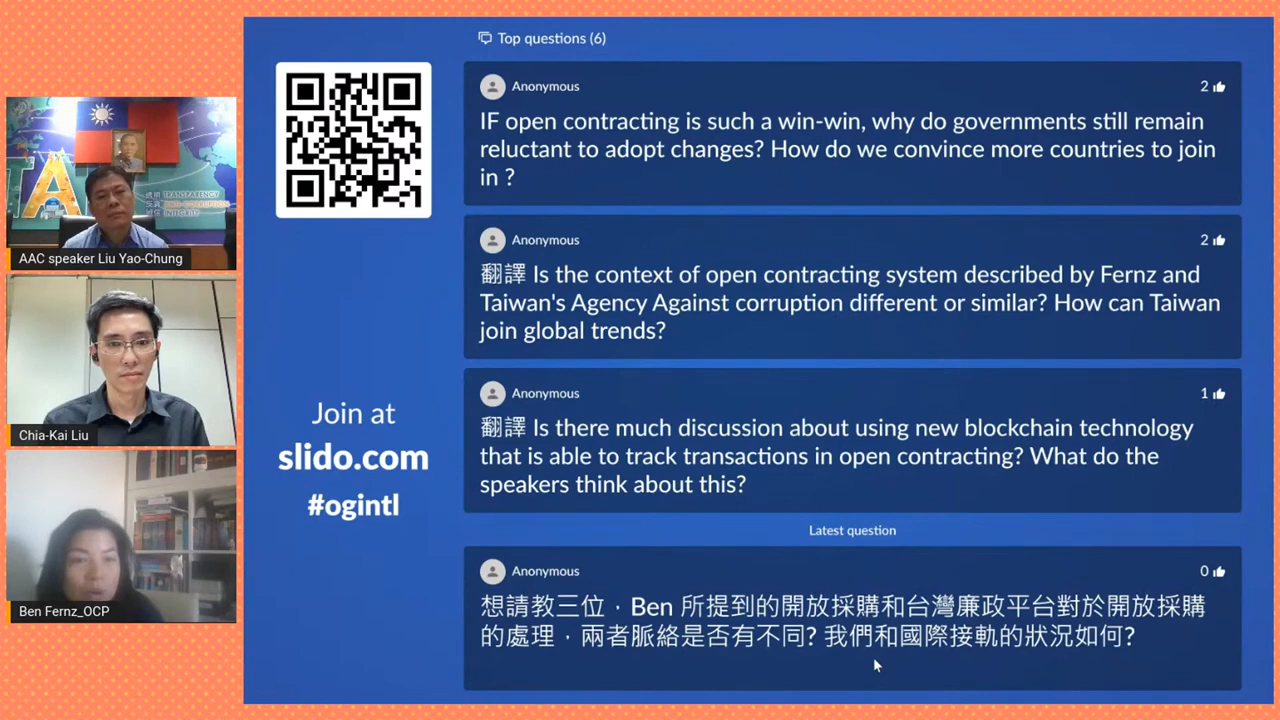 Top questions (6)
Anonymous
2
IF open contracting is such a win-win, why do governments still remain
reluctant to adopt changes? How do we convince more countries to join
in ?
Anonymous
2
翻譯 Is the context of open contracting system described by Fernz and
Taiwan's Agency Against corruption different or similar? How can Taiwan
join global trends?
Anonymous
1
翻譯 Is there much discussion about using new blockchain technology
that is able to track transactions in open contracting? What do the
speakers think about this?
Latest question
Anonymous
0
想請教三位，Ben 所提到的開放採購和台灣廉政平台對於開放採購
的處理，兩者脈絡是否有不同? 我們和國際接軌的狀況如何?
Join at
slido.com
#ogintl
TA
TRANSPARENCY
INTEGRITY
AAC speaker Liu Yao-Chung
Chia-Kai Liu
Ben Fernz_OCP